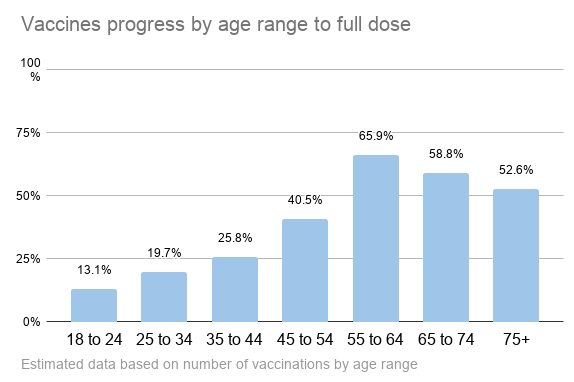 Vaccines progress by age range to full dose
100
%
75%
50%
25%
0%
13.1%
19.7%
25.8%
40.5%
65.9%
58.8%
52.6%
18 to 24
25 to 34
35 to 44
45 to 54
55 to 64
65 to 74
75+
Estimated data based on number of vaccinations by age range